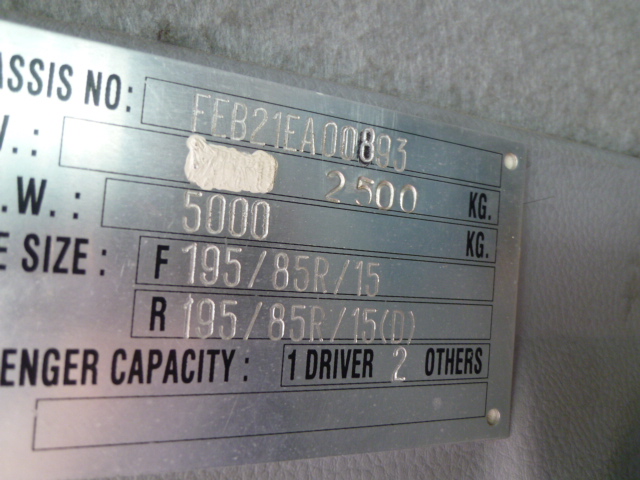 ASSIS NO: FEB21EA00893
V.: 2500 KG.
.W.: 5000 KG.
E SIZE: F 195/85R/15
R 195/85R/15(D)
ENGER CAPACITY: 1 DRIVER 2 OTHERS